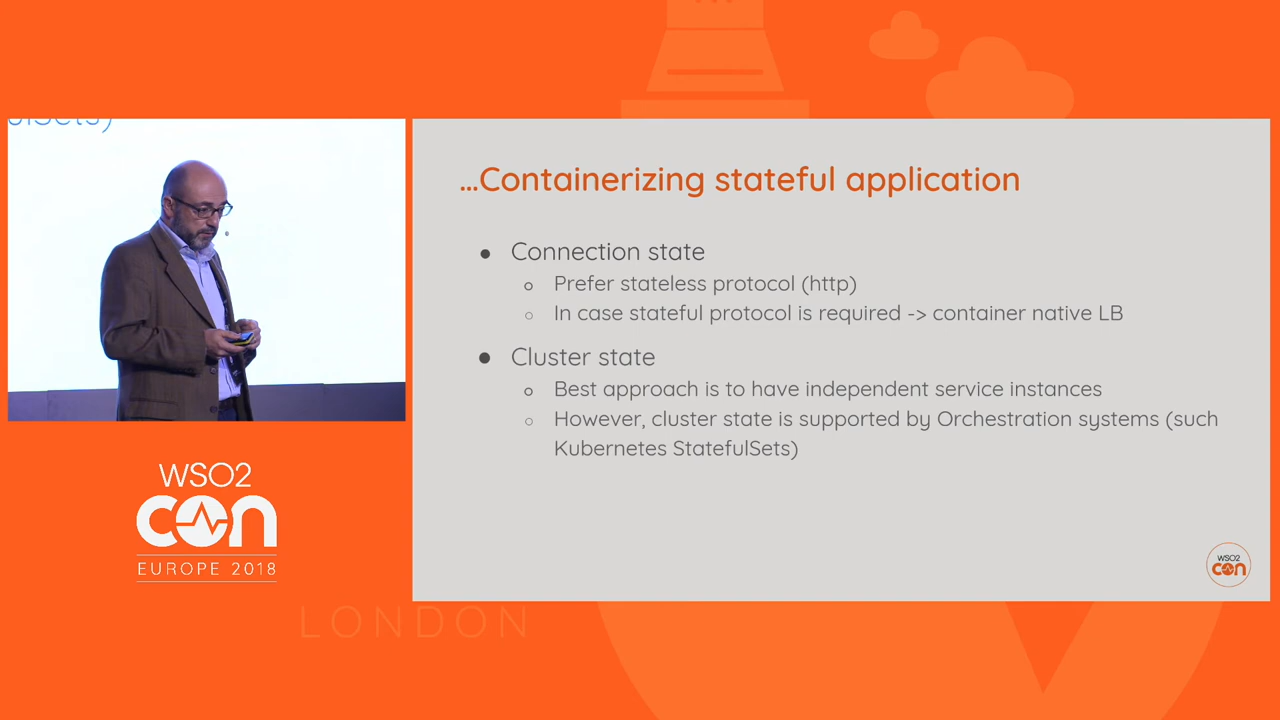 ulSets)
...Containerizing stateful application
● Connection state
○ Prefer stateless protocol (http)
○ In case stateful protocol is required -> container native LB
● Cluster state
○ Best approach is to have independent service instances
○ However, cluster state is supported by Orchestration systems (such
Kubernetes StatefulSets)
WSO2
con
EUROPE 2018
LONDON
WSO2
con